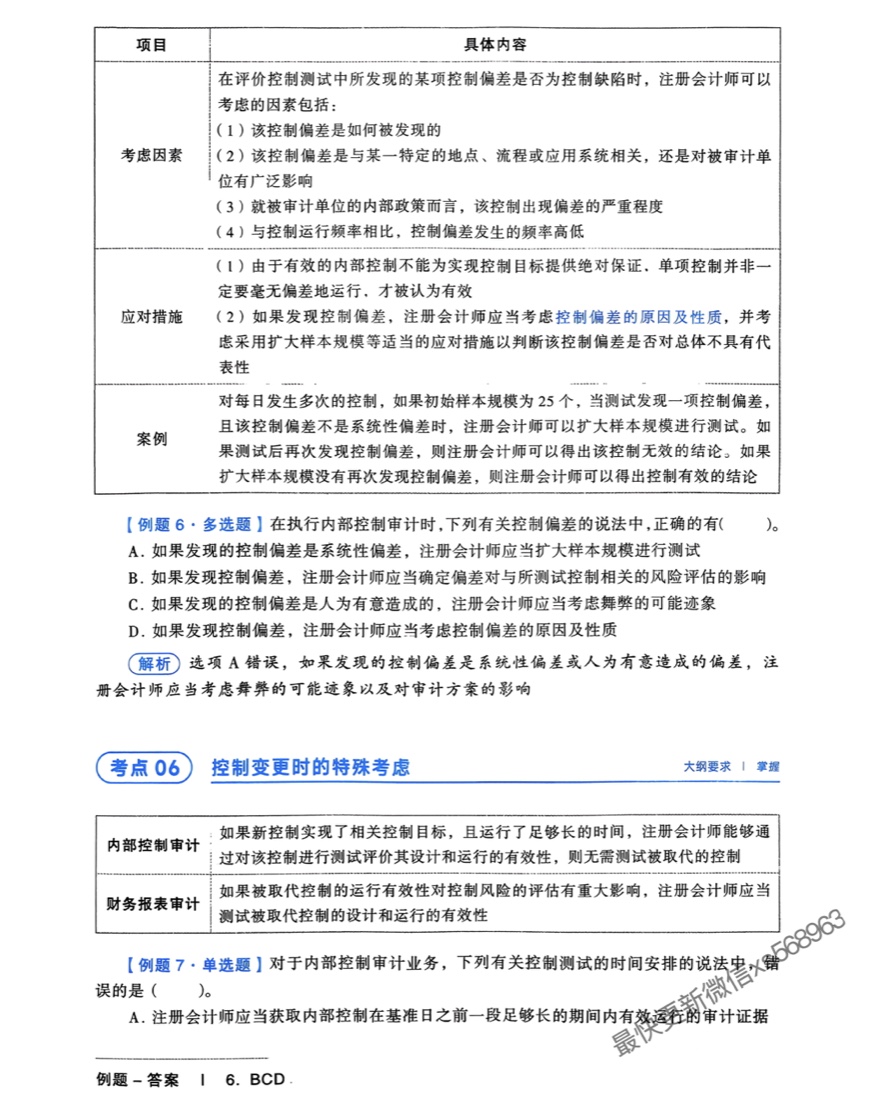 项目 具体内容
在评价控制测试中所发现的某项控制偏差是否为控制缺陷时，注册会计师可以
考虑的因素包括：
（1）该控制偏差是如何被发现的
考虑因素 （2）该控制偏差是与某一特定的地点、流程或应用系统相关，还是对被审计单
位有广泛影响
（3）就被审计单位的内部政策而言，该控制出现偏差的严重程度
（4）与控制运行频率相比，控制偏差发生的频率高低
（1）由于有效的内部控制不能为实现控制目标提供绝对保证．单项控制并非一
定要毫无偏差地运行．才被认为有效
应对措施 （2）如果发现控制偏差，注册会计师应当考虑控制偏差的原因及性质，并考
虑采用扩大样本规模等适当的应对措施以判断该控制偏差是否对总体不具有代
表性
对每日发生多次的控制，如果初始样本规模为 25 个，当测试发现一项控制偏差，
且该控制偏差不是系统性偏差时，注册会计师可以扩大样本规模进行测试。如
案例
果测试后再次发现控制偏差，则注册会计师可以得出该控制无效的结论。如果
扩大样本规模没有再次发现控制偏差，则注册会计师可以得出控制有效的结论
【例题 6·多选题】在执行内部控制审计时，下列有关控制偏差的说法中，正确的有（ ）。
A. 如果发现的控制偏差是系统性偏差，注册会计师应当扩大样本规模进行测试
B. 如果发现控制偏差，注册会计师应当确定偏差对与所测试控制相关的风险评估的影响
C. 如果发现的控制偏差是人为有意造成的，注册会计师应当考虑舞弊的可能迹象
D. 如果发现控制偏差，注册会计师应当考虑控制偏差的原因及性质
解析 选项 A 错误，如果发现的控制偏差是系统性偏差或人为有意造成的偏差，注
册会计师应当考虑舞弊的可能迹象以及对审计方案的影响
考点 06 控制变更时的特殊考虑 大纲要求 | 掌握
如果新控制实现了相关控制目标，且运行了足够长的时间，注册会计师能够通
内部控制审计
过对该控制进行测试评价其设计和运行的有效性，则无需测试被取代的控制
如果被取代控制的运行有效性对控制风险的评估有重大影响，注册会计师应当
财务报表审计
测试被取代控制的设计和运行的有效性
【例题 7·单选题】对于内部控制审计业务，下列有关控制测试的时间安排的说法中，错
误的是（ ）。
A. 注册会计师应当获取内部控制在基准日之前一段足够长的期间内有效运行的审计证据
最快更新微信xs568963
例题－答案 | 6. BCD